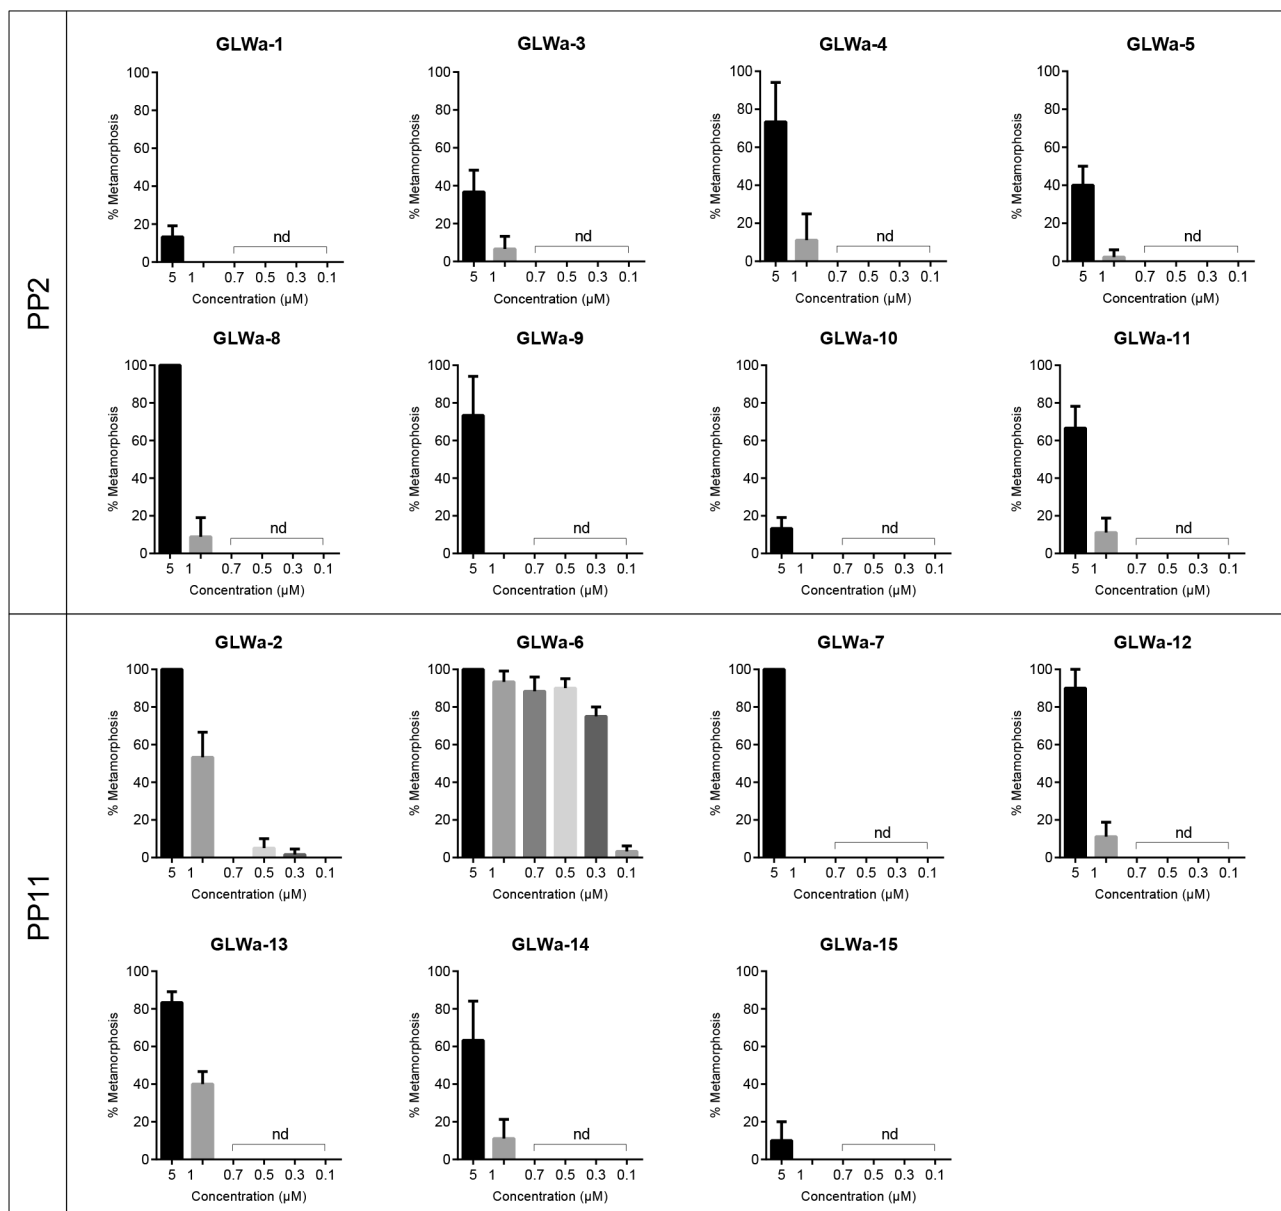 PP2
GLWa-1
% Metamorphosis
100
80
60
40
20
0
nd
5 1 0.7 0.5 0.3 0.1
Concentration (µM)
GLWa-3
% Metamorphosis
100
80
60
40
20
0
nd
5 1 0.7 0.5 0.3 0.1
Concentration (µM)
GLWa-4
% Metamorphosis
100
80
60
40
20
0
nd
5 1 0.7 0.5 0.3 0.1
Concentration (µM)
GLWa-5
% Metamorphosis
100
80
60
40
20
0
nd
5 1 0.7 0.5 0.3 0.1
Concentration (µM)
GLWa-8
% Metamorphosis
100
80
60
40
20
0
nd
5 1 0.7 0.5 0.3 0.1
Concentration (µM)
GLWa-9
% Metamorphosis
100
80
60
40
20
0
nd
5 1 0.7 0.5 0.3 0.1
Concentration (µM)
GLWa-10
% Metamorphosis
100
80
60
40
20
0
nd
5 1 0.7 0.5 0.3 0.1
Concentration (µM)
GLWa-11
% Metamorphosis
100
80
60
40
20
0
nd
5 1 0.7 0.5 0.3 0.1
Concentration (µM)
PP11
GLWa-2
% Metamorphosis
100
80
60
40
20
0
5 1 0.7 0.5 0.3 0.1
Concentration (µM)
GLWa-6
% Metamorphosis
100
80
60
40
20
0
5 1 0.7 0.5 0.3 0.1
Concentration (µM)
GLWa-7
% Metamorphosis
100
80
60
40
20
0
nd
5 1 0.7 0.5 0.3 0.1
Concentration (µM)
GLWa-12
% Metamorphosis
100
80
60
40
20
0
nd
5 1 0.7 0.5 0.3 0.1
Concentration (µM)
GLWa-13
% Metamorphosis
100
80
60
40
20
0
nd
5 1 0.7 0.5 0.3 0.1
Concentration (µM)
GLWa-14
% Metamorphosis
100
80
60
40
20
0
nd
5 1 0.7 0.5 0.3 0.1
Concentration (µM)
GLWa-15
% Metamorphosis
100
80
60
40
20
0
nd
5 1 0.7 0.5 0.3 0.1
Concentration (µM)